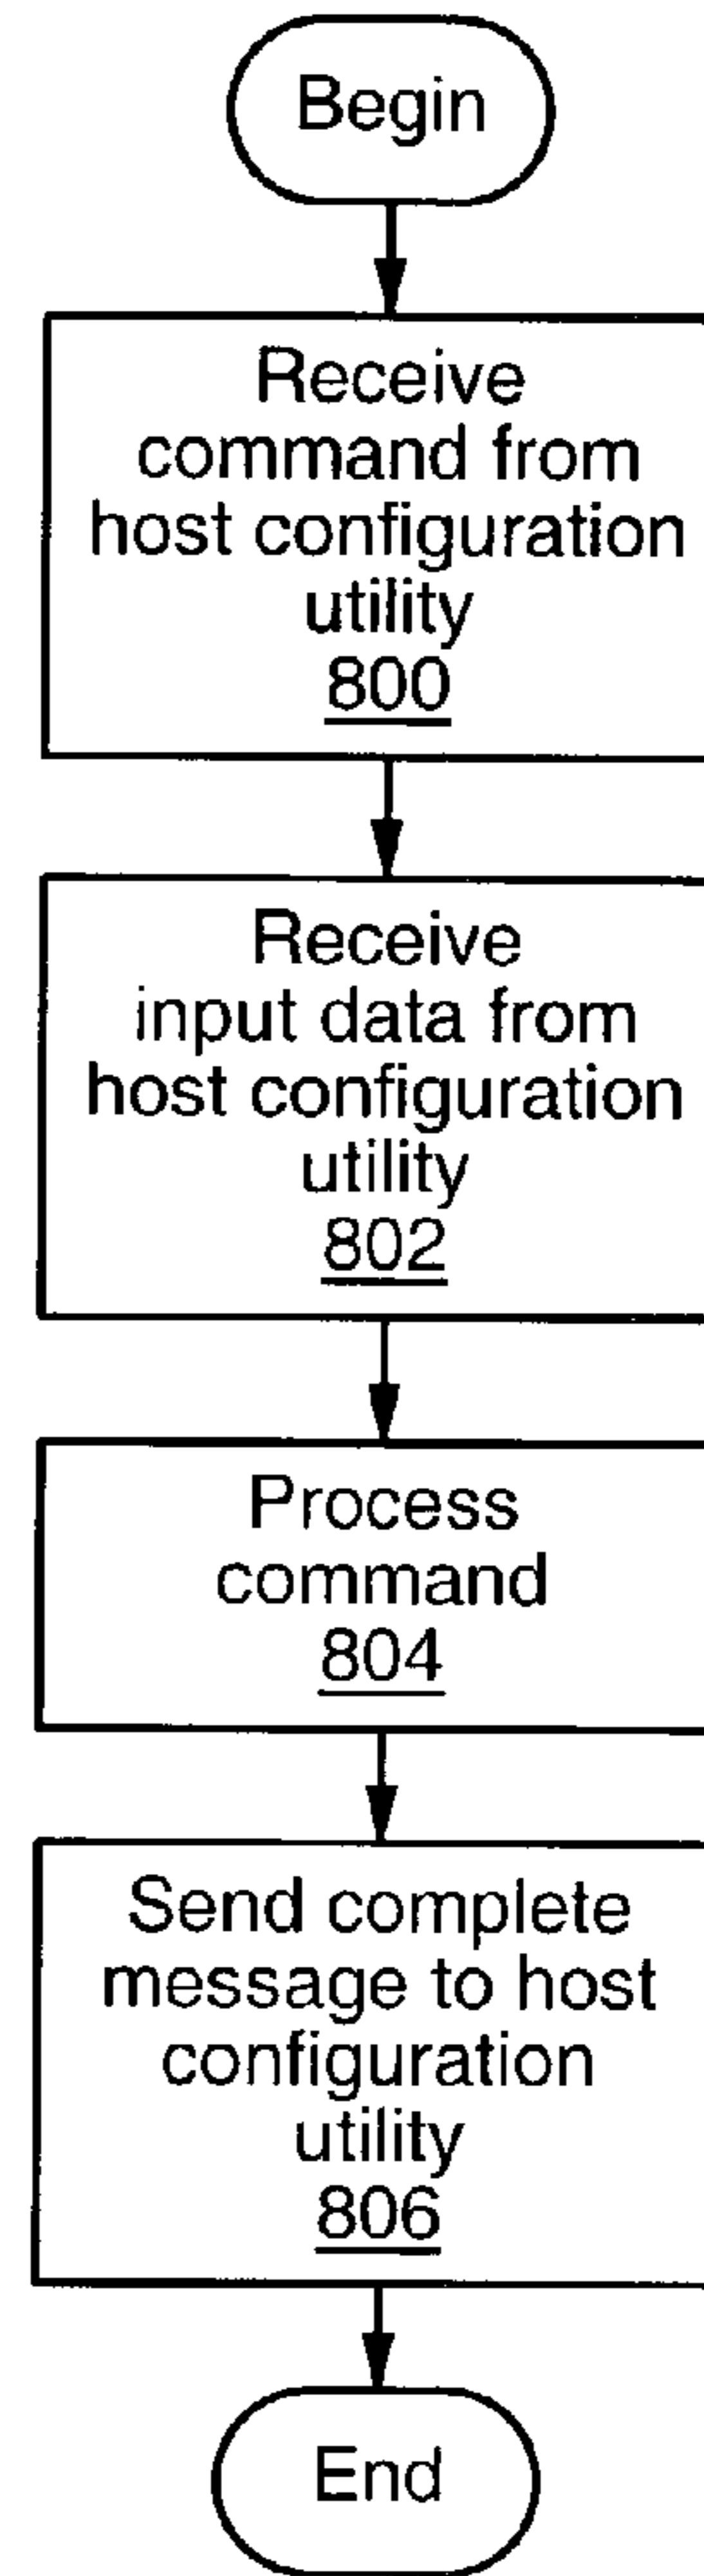 Begin
Receive
command from
host configuration
utility
800
Receive
input data from
host configuration
utility
802
Process
command
804
Send complete
message to host
configuration
utility
806
End